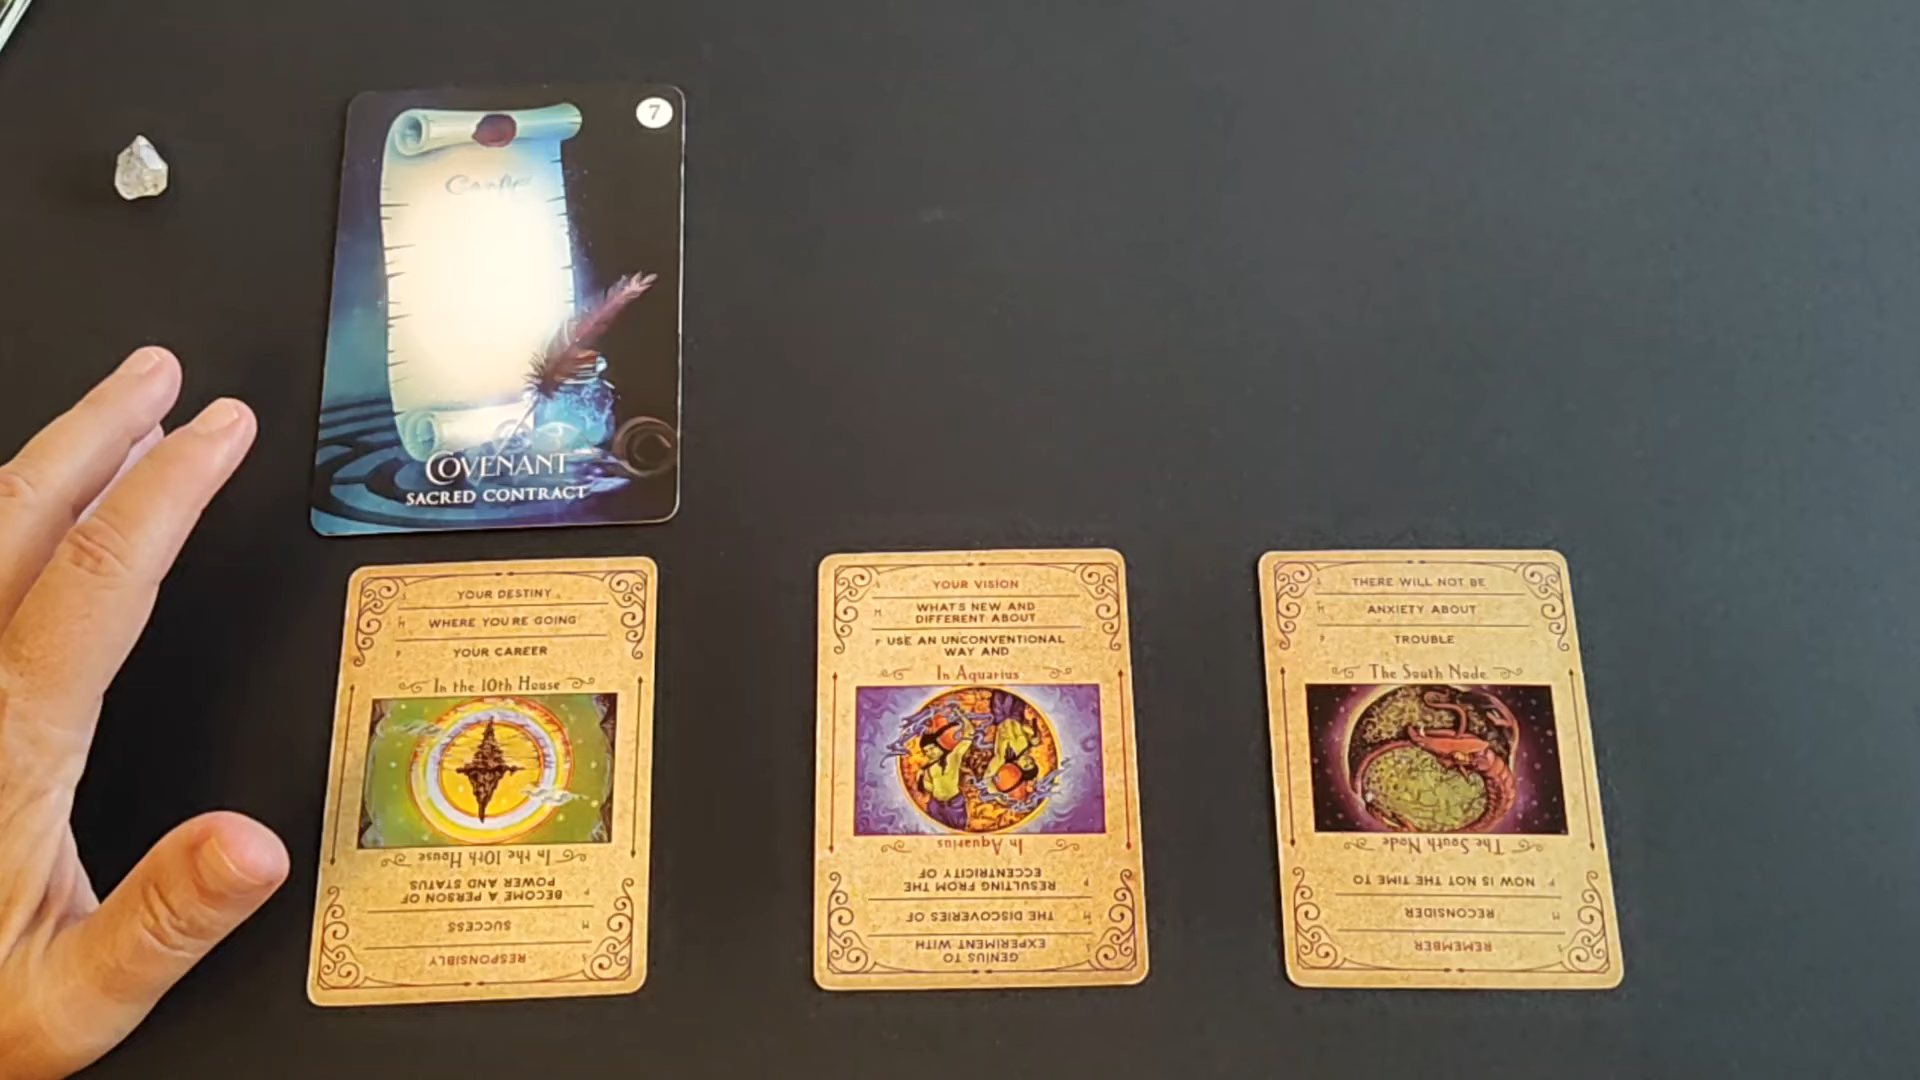 7
COVENANT
SACRED CONTRACT
S YOUR DESTINY
M WHERE YOU'RE GOING
P YOUR CAREER
In the 10th House
In the 10th House
P BECOME A PERSON OF
POWER AND STATUS
M SUCCESS
S RESPONSIBLY
S YOUR VISION
M WHAT'S NEW AND
DIFFERENT ABOUT
P USE AN UNCONVENTIONAL
WAY AND
In Aquarius
In Aquarius
P RESULTING FROM THE
ECCENTRICITY OF
M THE DISCOVERIES OF
S GENIUS TO
EXPERIMENT WITH
S THERE WILL NOT BE
M ANXIETY ABOUT
P TROUBLE
The South Node
The South Node
P NOW IS NOT THE TIME TO
M RECONSIDER
S REMEMBER